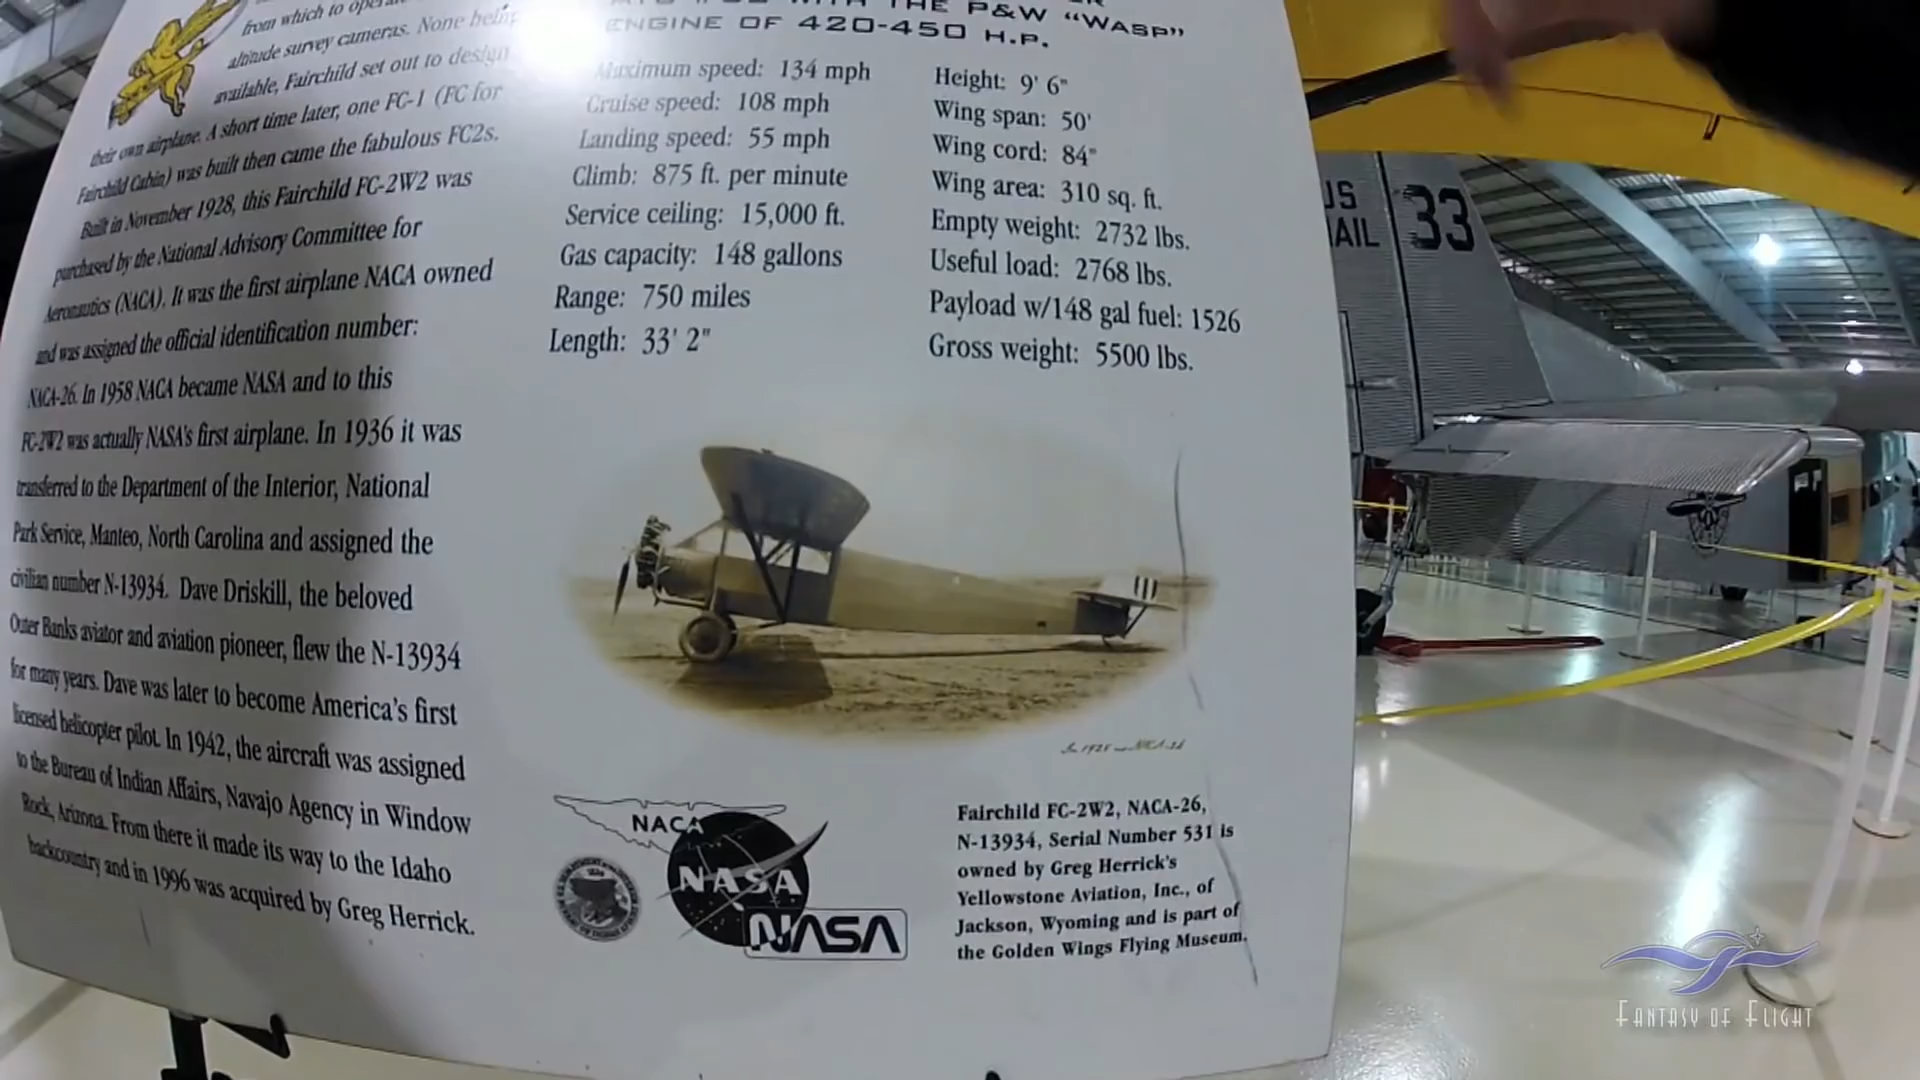 from which to
altitude survey cameras. None being
available, Fairchild set out to design
their own airplane. A short time later, one FC-1 (FC for
Fairchild Cabin) was built then came the fabulous FC2s.
Built in November 1928, this Fairchild FC-2W2 was
purchased by the National Advisory Committee for
Aeronautics (NACA). It was the first airplane NACA owned
and was assigned the official identification number:
NACA-26. In 1958 NACA became NASA and to this
FC-2W2 was actually NASA's first airplane. In 1936 it was
transferred to the Department of the Interior, National
Park Service, Manteo, North Carolina and assigned the
civilian number N-13934. Dave Driskill, the beloved
Outer Banks aviator and aviation pioneer, flew the N-13934
for many years. Dave was later to become America's first
licensed helicopter pilot. In 1942, the aircraft was assigned
to the Bureau of Indian Affairs, Navajo Agency in Window
Rock, Arizona. From there it made its way to the Idaho
backcountry and in 1996 was acquired by Greg Herrick.
WITH THE P&W "WASP"
ENGINE OF 420-450 H.P.
Maximum speed: 134 mph
Cruise speed: 108 mph
Landing speed: 55 mph
Climb: 875 ft. per minute
Service ceiling: 15,000 ft.
Gas capacity: 148 gallons
Range: 750 miles
Length: 33' 2"
Height: 9' 6"
Wing span: 50'
Wing cord: 84"
Wing area: 310 sq. ft.
Empty weight: 2732 lbs.
Useful load: 2768 lbs.
Payload w/148 gal fuel: 1526
Gross weight: 5500 lbs.
NACA
NASA
NASA
Fairchild FC-2W2, NACA-26,
N-13934, Serial Number 531 is
owned by Greg Herrick's
Yellowstone Aviation, Inc., of
Jackson, Wyoming and is part of
the Golden Wings Flying Museum.
US
MAIL
33
FANTASY OF FLIGHT